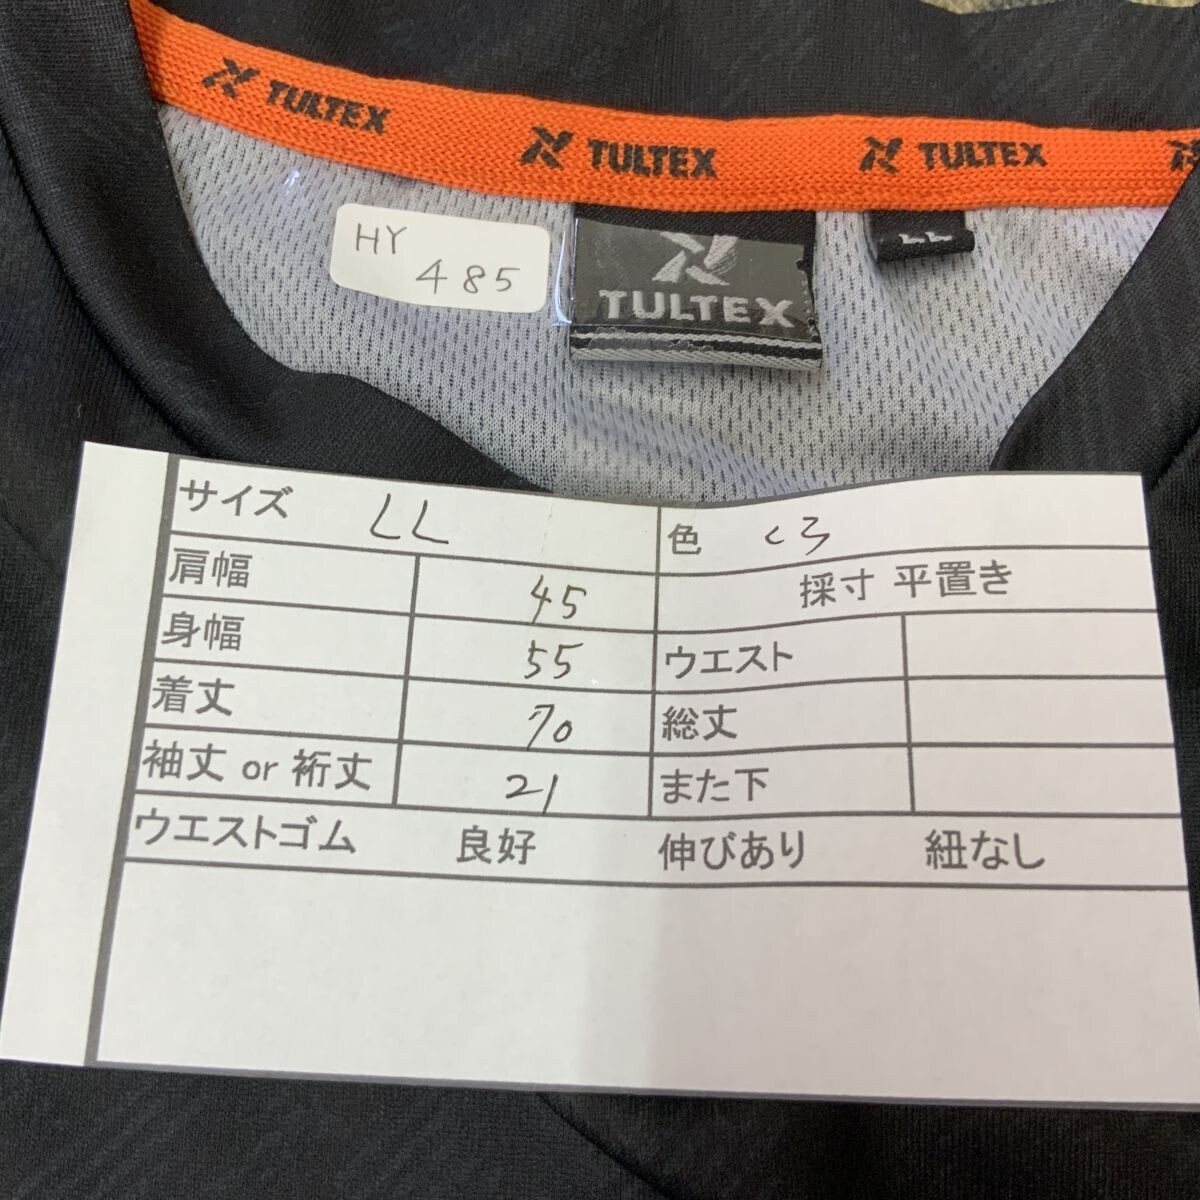 TULTEX TULTEX TULTEX
HY
485
TULTEX
LL
サイズ LL 色 くろ
肩幅 45 採寸 平置き
身幅 55 ウエスト
着丈 70 総丈
袖丈 or 裄丈 21 また下
ウエストゴム 良好 伸びあり 紐なし